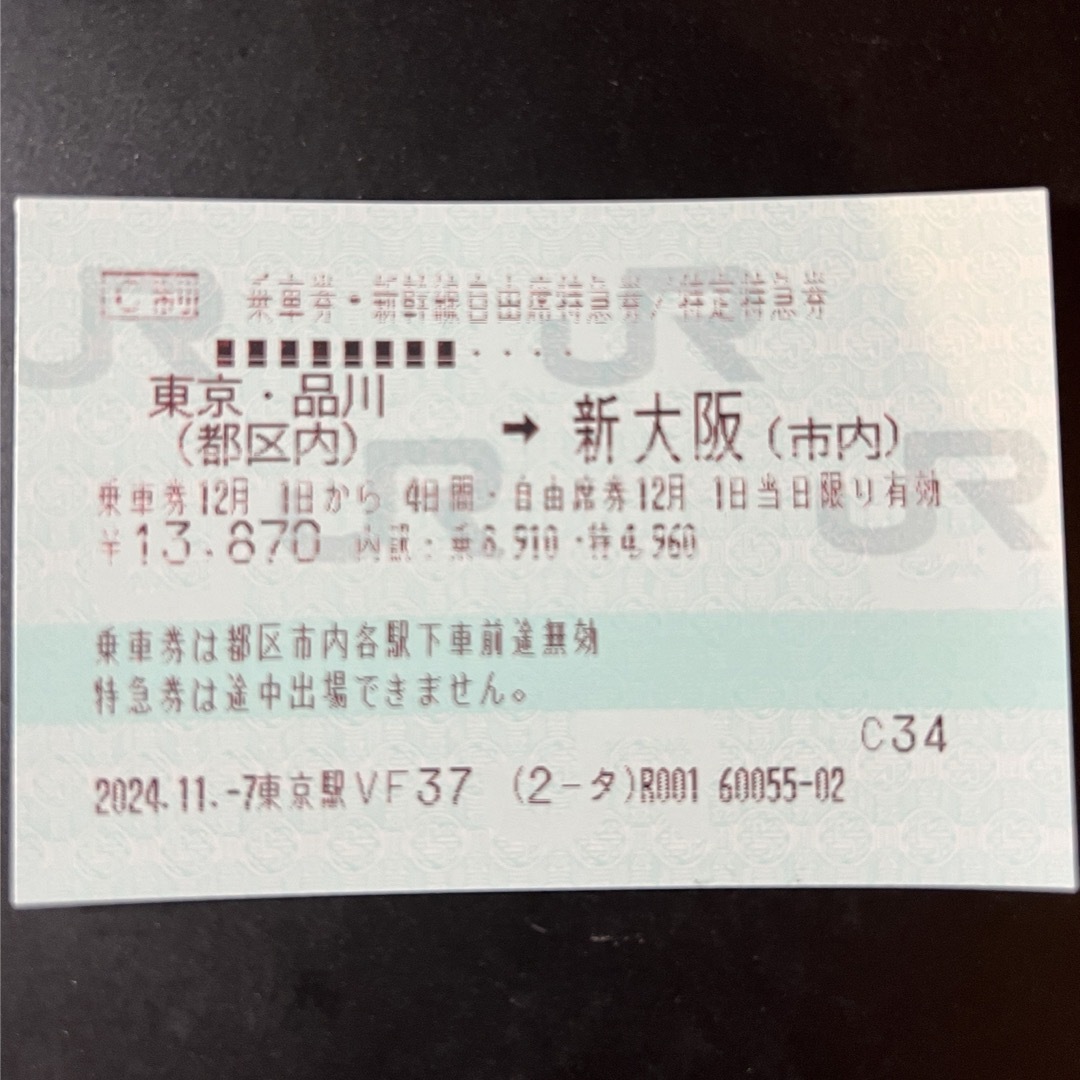 C制 乗車券・新幹線自由席特急券/特定特急券
■■■■■■■■・・・・
東京・品川 → 新大阪(市内)
(都区内)
乗車券12月 1日から 4日間・自由席券12月 1日当日限り有効
¥13,870 内訳:乗8,910・特4,960
乗車券は都区市内各駅下車前途無効
特急券は途中出場できません。
C34
2024.11.-7東京駅VF37 (2-タ)R001 60055-02
JR